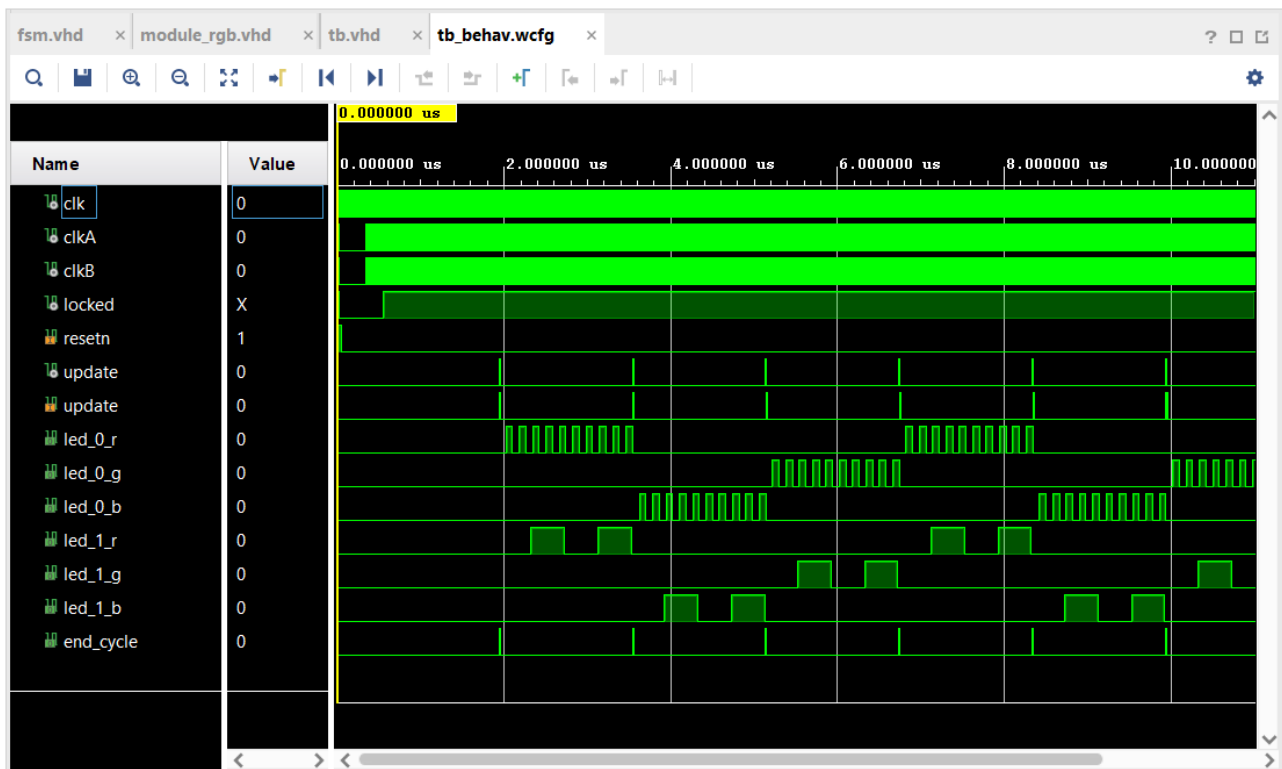 fsm.vhd × module_rgb.vhd × tb.vhd × tb_behav.wcfg ×
?
0.000000 us
Name Value
0.000000 us 2.000000 us 4.000000 us 6.000000 us 8.000000 us 10.000000
clk 0
clkA 0
clkB 0
locked X
resetn 1
update 0
update 0
led_0_r 0
led_0_g 0
led_0_b 0
led_1_r 0
led_1_g 0
led_1_b 0
end_cycle 0